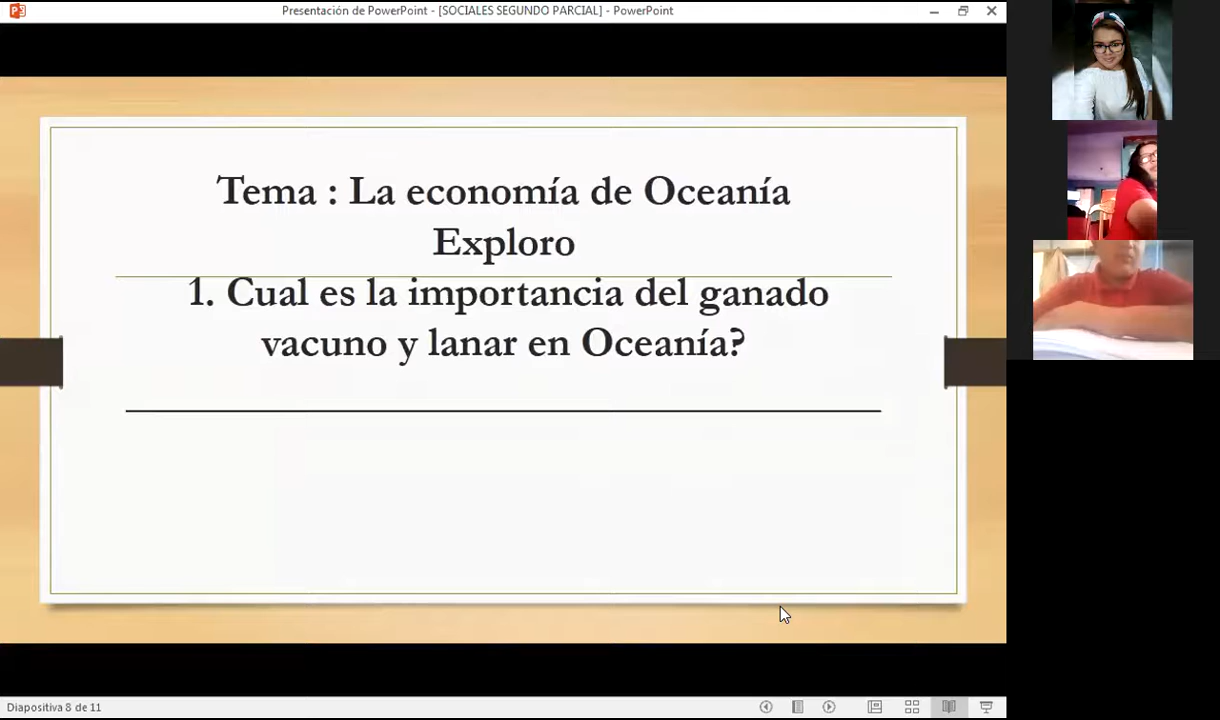 Presentación de PowerPoint - [SOCIALES SEGUNDO PARCIAL] - PowerPoint
Tema : La economía de Oceanía
Exploro
1. Cual es la importancia del ganado
vacuno y lanar en Oceanía?
Diapositiva 8 de 11